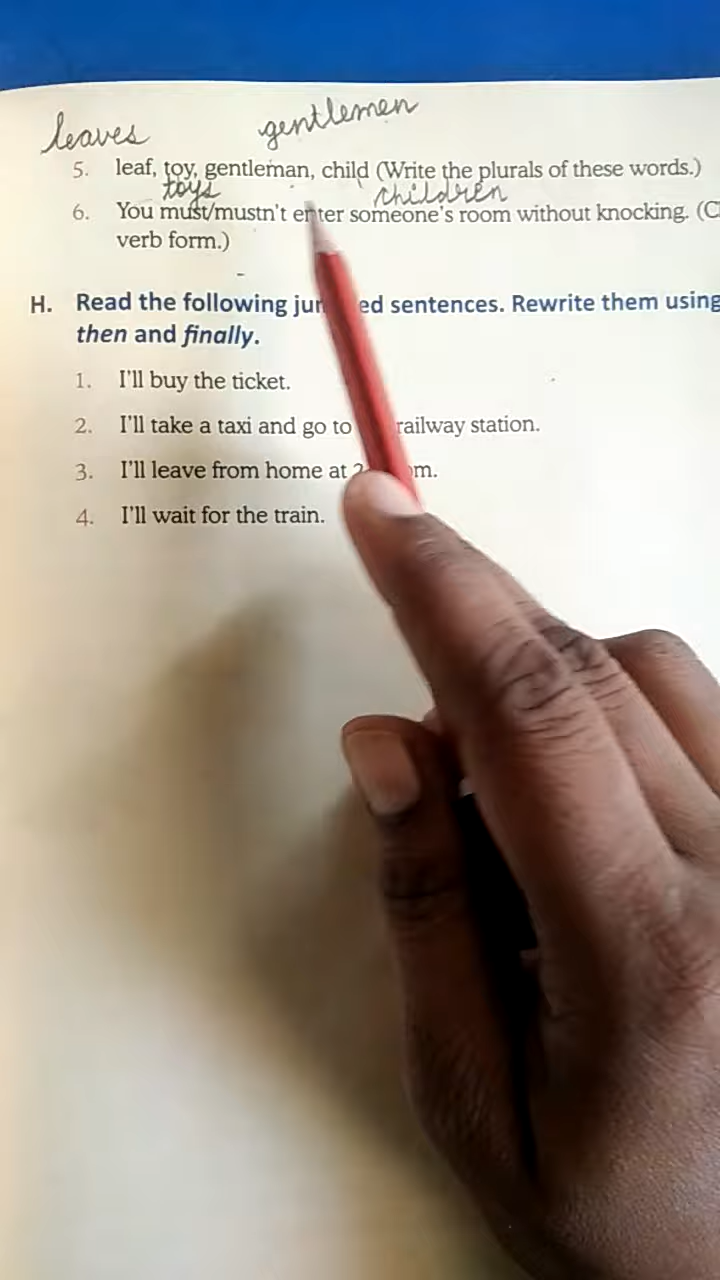 leaves gentlemen
5. leaf, toy, gentleman, child (Write the plurals of these words.)
toys children
6. You must/mustn't enter someone's room without knocking. (C
verb form.)
H. Read the following sentences. Rewrite them using
then and finally.
1. I'll buy the ticket.
2. I'll take a taxi and go to railway station.
3. I'll leave from home at
4. I'll wait for the train.